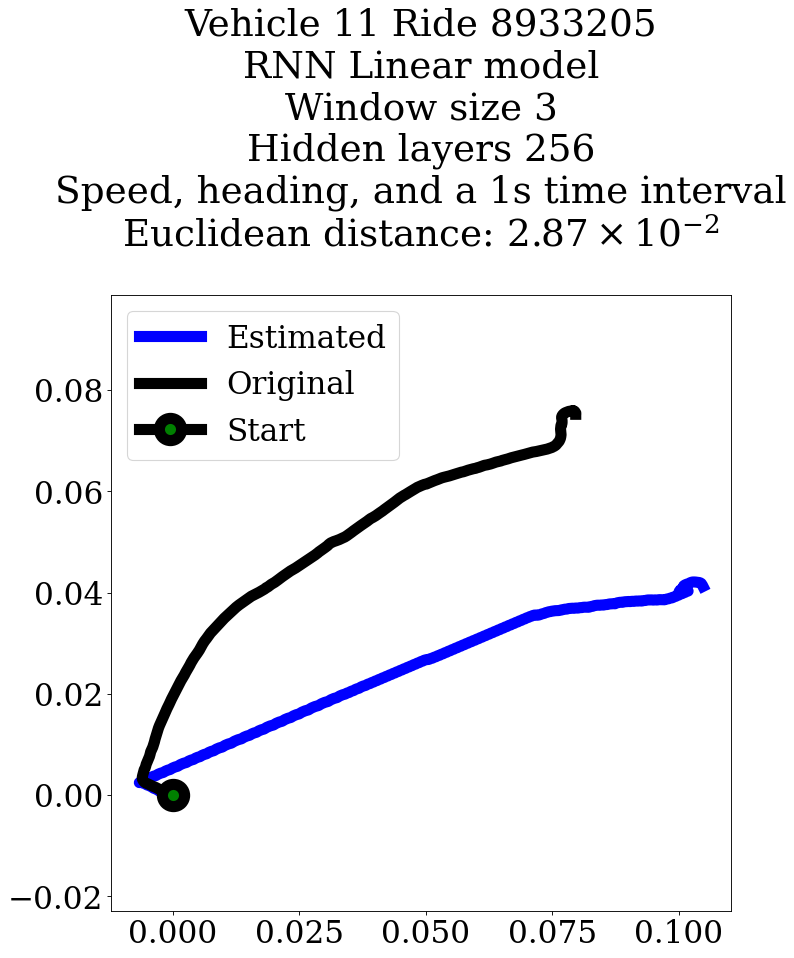 Vehicle 11 Ride 8933205
RNN Linear model
Window size 3
Hidden layers 256
Speed, heading, and a 1s time interval
Euclidean distance: 2.87 × 10⁻²
Estimated
Original
Start
0.08
0.06
0.04
0.02
0.00
−0.02
0.000 0.025 0.050 0.075 0.100